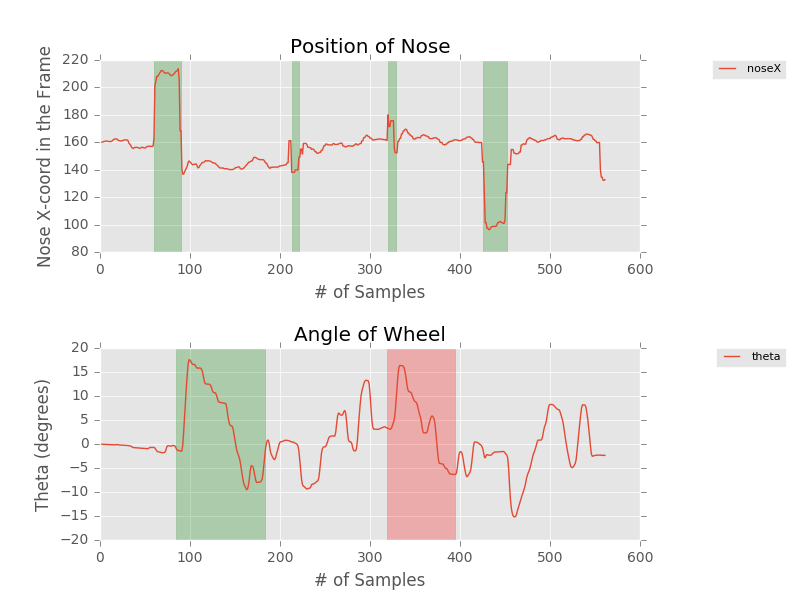 Position of Nose
220
200
180
160
140
120
100
80
Nose X-coord in the Frame
0 100 200 300 400 500 600
# of Samples
noseX
Angle of Wheel
20
15
10
5
0
−5
−10
−15
−20
Theta (degrees)
0 100 200 300 400 500 600
# of Samples
theta